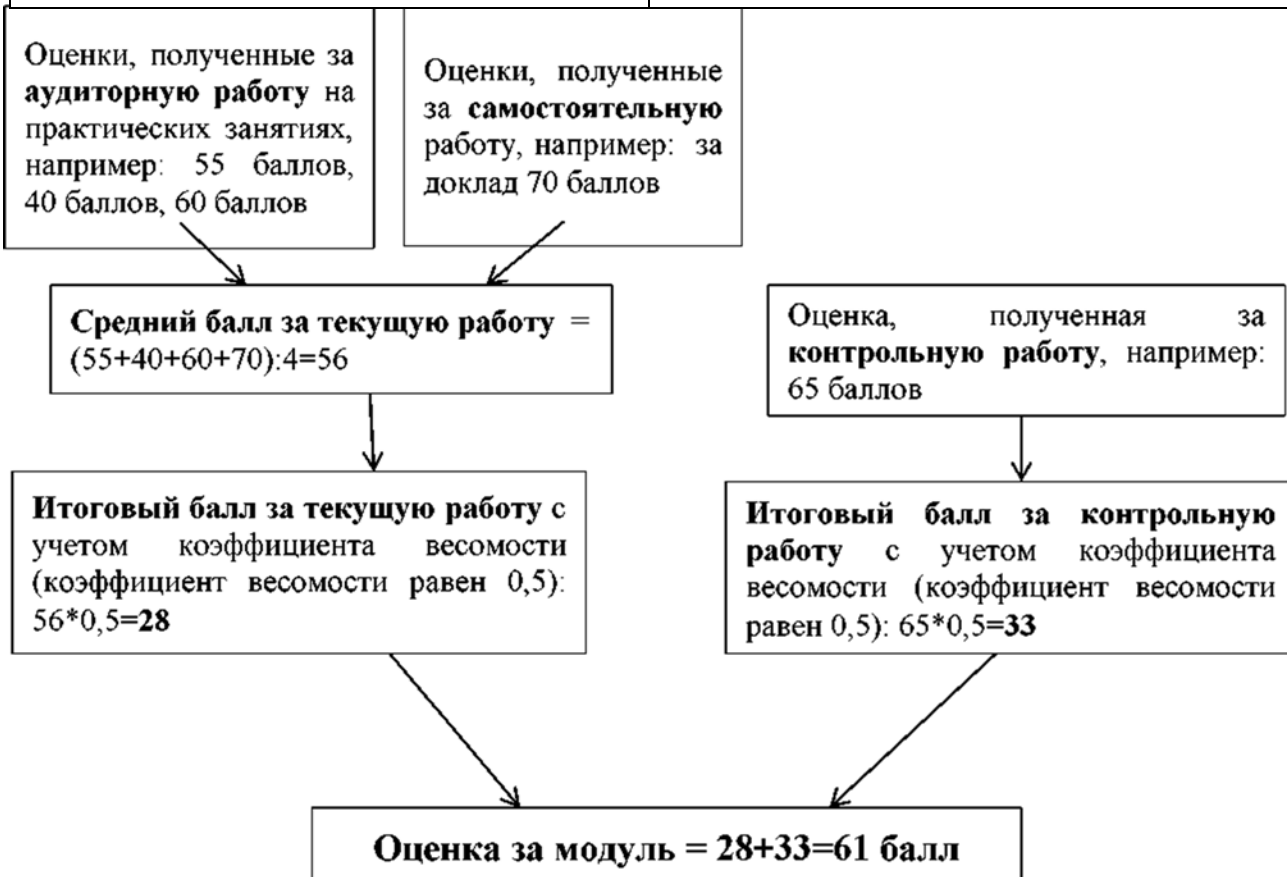 Оценки, полученные за
аудиторную работу на
практических занятиях,
например: 55 баллов,
40 баллов, 60 баллов
Оценки, полученные
за самостоятельную
работу, например: за
доклад 70 баллов
Средний балл за текущую работу =
(55+40+60+70):4=56
Оценка, полученная за
контрольную работу, например:
65 баллов
Итоговый балл за текущую работу с
учетом коэффициента весомости
(коэффициент весомости равен 0,5):
56*0,5=28
Итоговый балл за контрольную
работу с учетом коэффициента
весомости (коэффициент весомости
равен 0,5): 65*0,5=33
Оценка за модуль = 28+33=61 балл